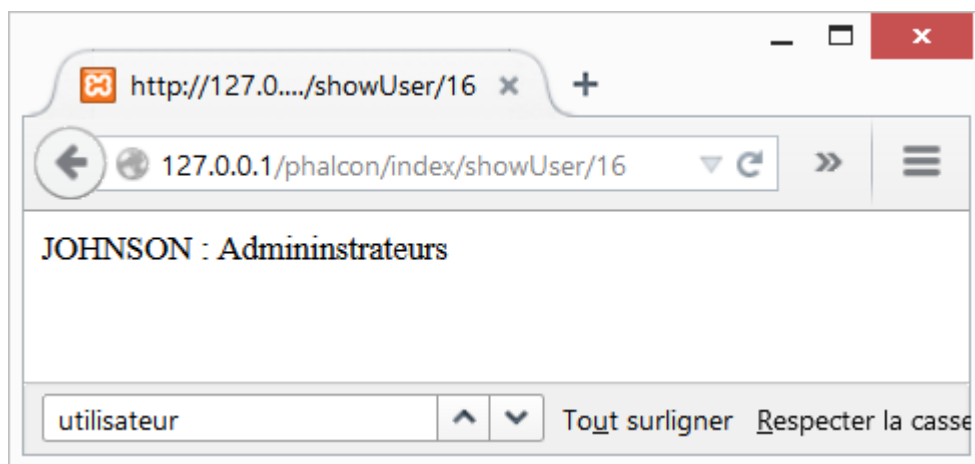 http://127.0..../showUser/16
127.0.0.1/phalcon/index/showUser/16
JOHNSON : Admininstrateurs
utilisateur Tout surligner Respecter la casse